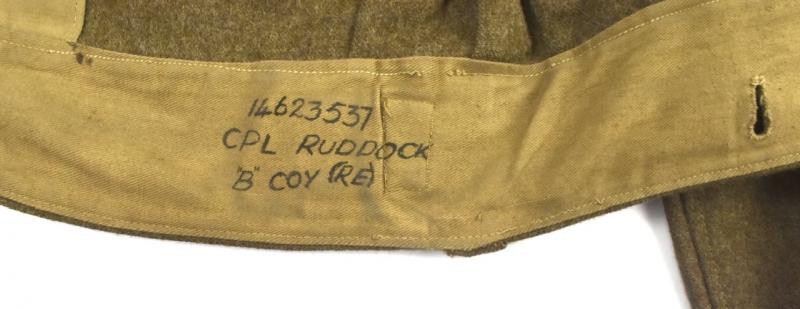 14623537
CPL RUDDOCK
"B" COY (RE)